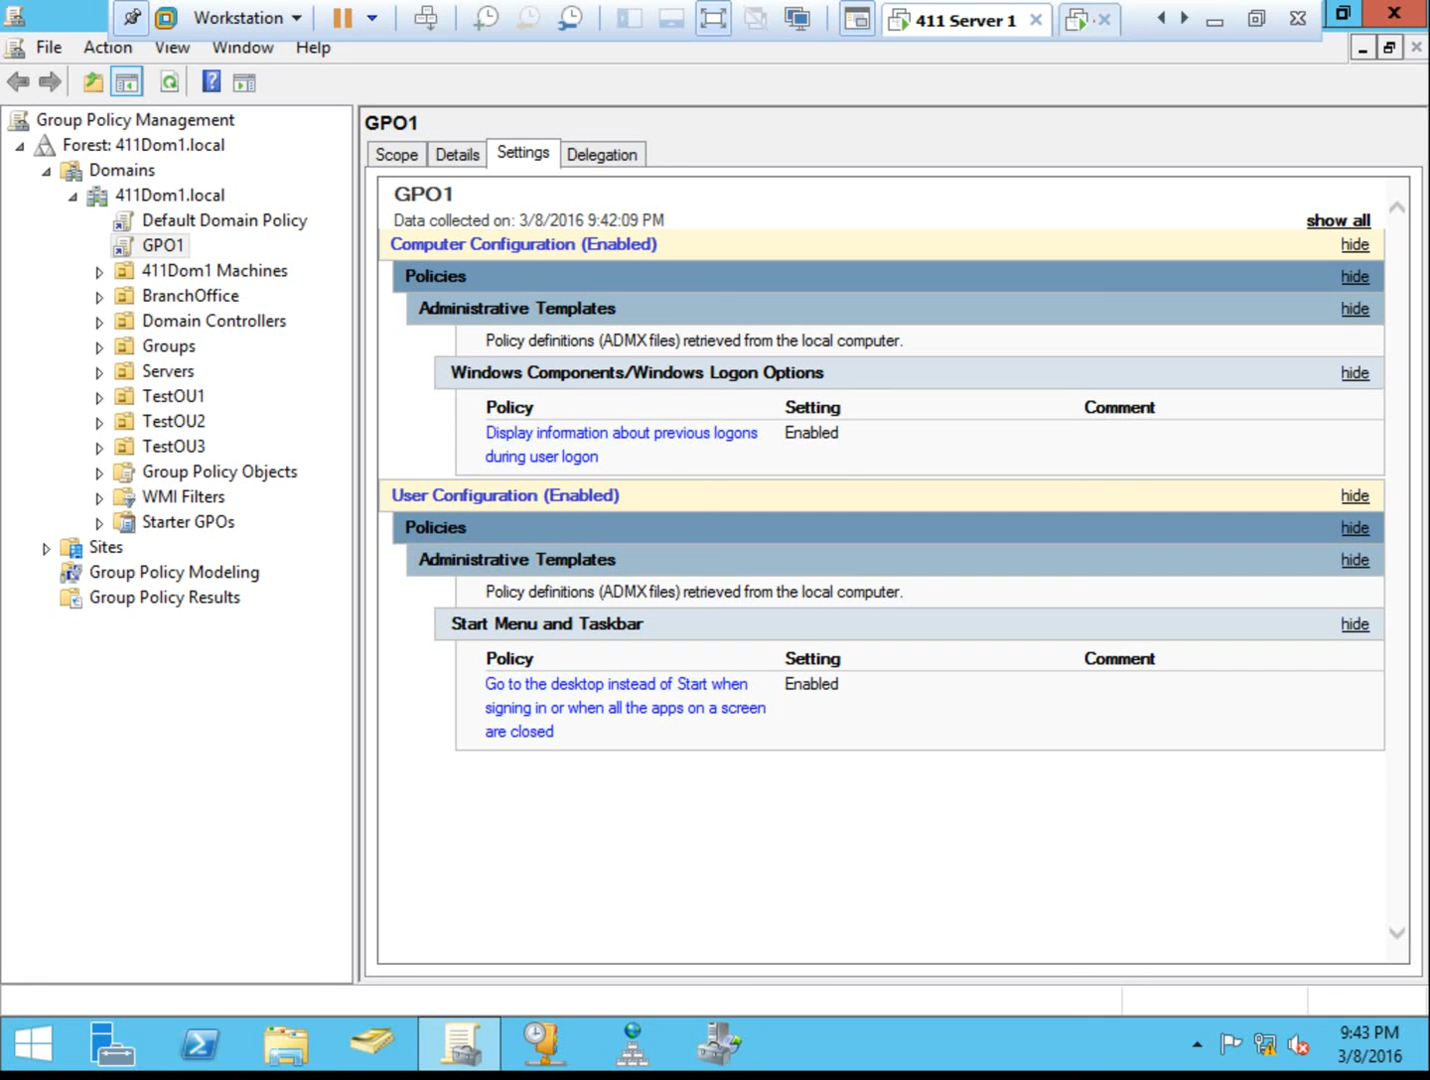 Workstation
411 Server 1
File Action View Window Help
Group Policy Management
Forest: 411Dom1.local
Domains
411Dom1.local
Default Domain Policy
GPO1
411Dom1 Machines
BranchOffice
Domain Controllers
Groups
Servers
TestOU1
TestOU2
TestOU3
Group Policy Objects
WMI Filters
Starter GPOs
Sites
Group Policy Modeling
Group Policy Results
GPO1
Scope Details Settings Delegation
GPO1
Data collected on: 3/8/2016 9:42:09 PM show all
Computer Configuration (Enabled) hide
Policies hide
Administrative Templates hide
Policy definitions (ADMX files) retrieved from the local computer.
Windows Components/Windows Logon Options hide
Policy Setting Comment
Display information about previous logons Enabled
during user logon
User Configuration (Enabled) hide
Policies hide
Administrative Templates hide
Policy definitions (ADMX files) retrieved from the local computer.
Start Menu and Taskbar hide
Policy Setting Comment
Go to the desktop instead of Start when Enabled
signing in or when all the apps on a screen
are closed
9:43 PM
3/8/2016